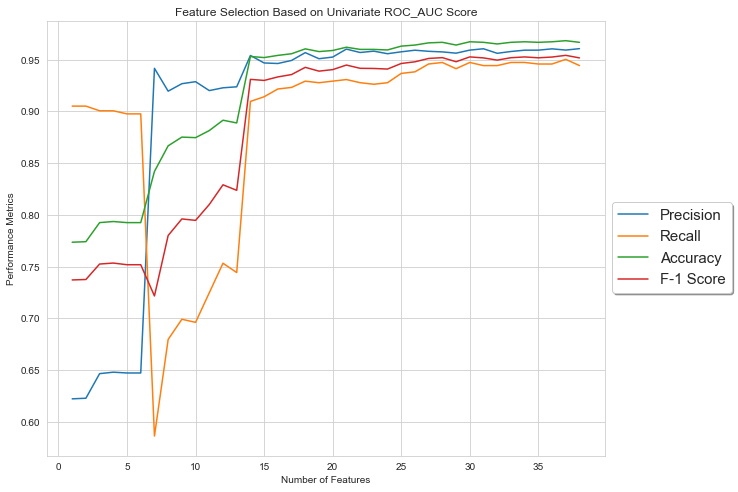 Feature Selection Based on Univariate ROC_AUC Score
Performance Metrics
0.95
0.90
0.85
0.80
0.75
0.70
0.65
0.60
0 5 10 15 20 25 30 35
Number of Features
Precision
Recall
Accuracy
F-1 Score